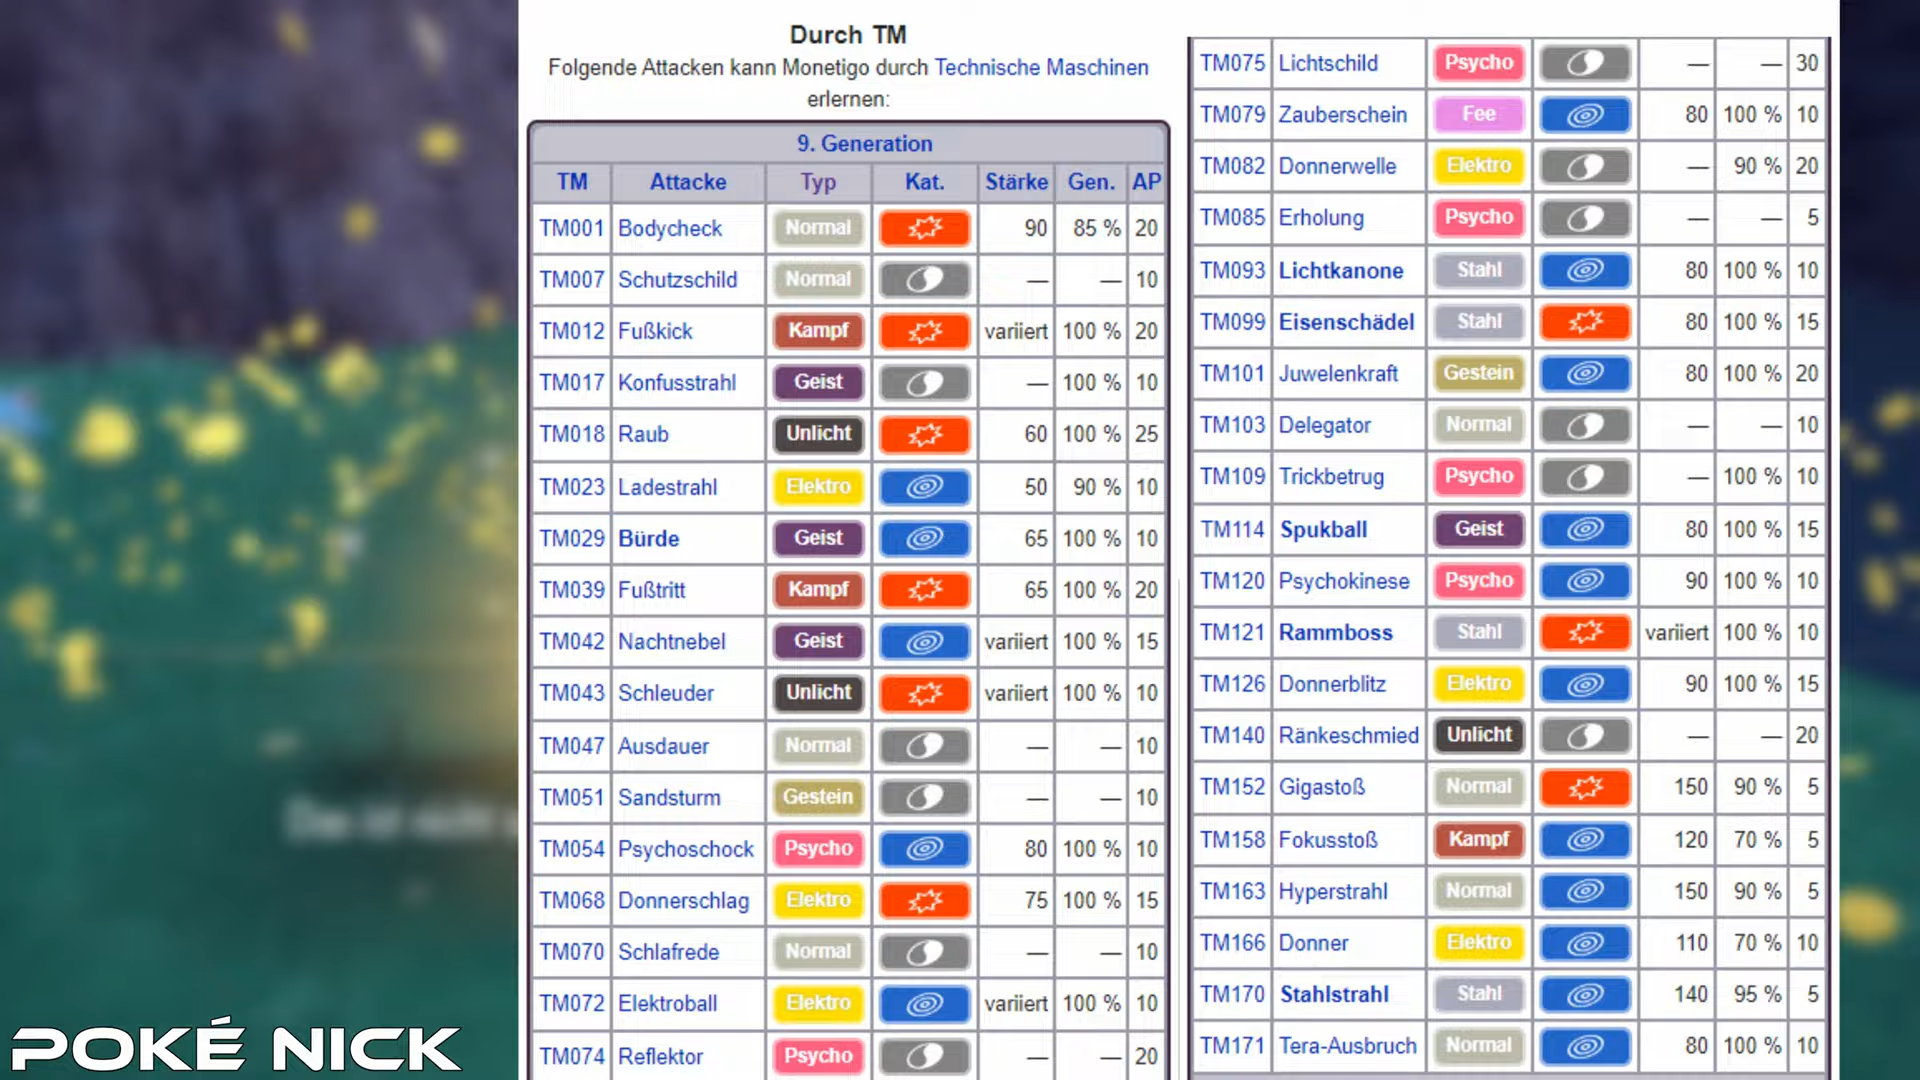 Durch TM
Folgende Attacken kann Monetigo durch Technische Maschinen
erlernen:
9. Generation
TM Attacke Typ Kat. Stärke Gen. AP
TM001 Bodycheck Normal 90 85 % 20
TM007 Schutzschild Normal — — 10
TM012 Fußkick Kampf variiert 100 % 20
TM017 Konfusstrahl Geist — 100 % 10
TM018 Raub Unlicht 60 100 % 25
TM023 Ladestrahl Elektro 50 90 % 10
TM029 Bürde Geist 65 100 % 10
TM039 Fußtritt Kampf 65 100 % 20
TM042 Nachtnebel Geist variiert 100 % 15
TM043 Schleuder Unlicht variiert 100 % 10
TM047 Ausdauer Normal — — 10
TM051 Sandsturm Gestein — — 10
TM054 Psychoschock Psycho 80 100 % 10
TM068 Donnerschlag Elektro 75 100 % 15
TM070 Schlafrede Normal — — 10
TM072 Elektroball Elektro variiert 100 % 10
TM074 Reflektor Psycho — — 20
TM075 Lichtschild Psycho — — 30
TM079 Zauberschein Fee 80 100 % 10
TM082 Donnerwelle Elektro — 90 % 20
TM085 Erholung Psycho — — 5
TM093 Lichtkanone Stahl 80 100 % 10
TM099 Eisenschädel Stahl 80 100 % 15
TM101 Juwelenkraft Gestein 80 100 % 20
TM103 Delegator Normal — — 10
TM109 Trickbetrug Psycho — 100 % 10
TM114 Spukball Geist 80 100 % 15
TM120 Psychokinese Psycho 90 100 % 10
TM121 Rammboss Stahl variiert 100 % 10
TM126 Donnerblitz Elektro 90 100 % 15
TM140 Ränkeschmied Unlicht — — 20
TM152 Gigastoß Normal 150 90 % 5
TM158 Fokusstoß Kampf 120 70 % 5
TM163 Hyperstrahl Normal 150 90 % 5
TM166 Donner Elektro 110 70 % 10
TM170 Stahlstrahl Stahl 140 95 % 5
TM171 Tera-Ausbruch Normal 80 100 % 10
POKÉ NICK